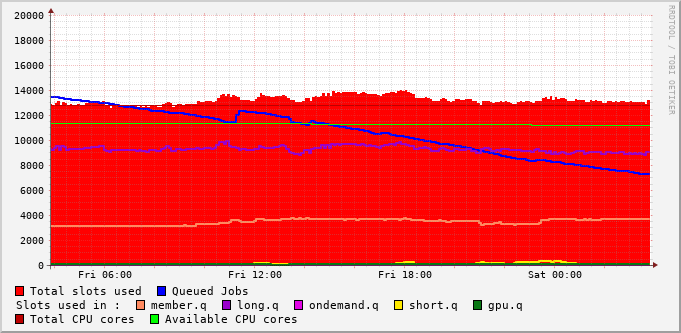 20000
18000
16000
14000
12000
10000
8000
6000
4000
2000
0
Fri 06:00 Fri 12:00 Fri 18:00 Sat 00:00
RRDTOOL / TOBI OETIKER
Total slots used Queued Jobs
Slots used in : member.q long.q ondemand.q short.q gpu.q
Total CPU cores Available CPU cores